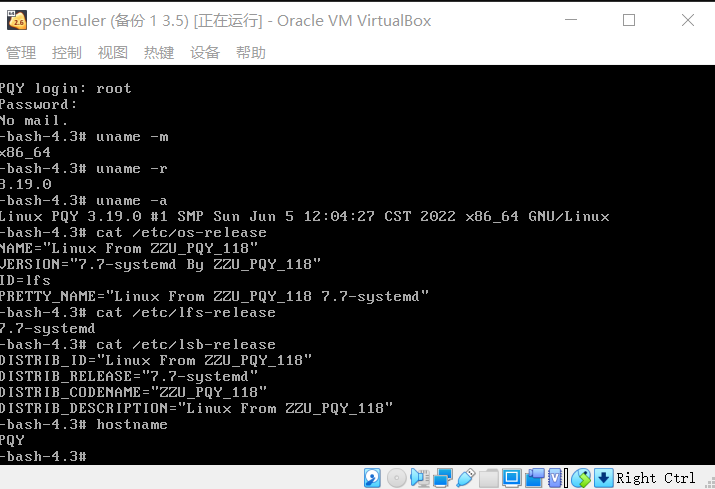 openEuler (备份 1 3.5) [正在运行] - Oracle VM VirtualBox
管理 控制 视图 热键 设备 帮助
PQY login: root
Password:
No mail.
-bash-4.3# uname -m
x86_64
-bash-4.3# uname -r
3.19.0
-bash-4.3# uname -a
Linux PQY 3.19.0 #1 SMP Sun Jun 5 12:04:27 CST 2022 x86_64 GNU/Linux
-bash-4.3# cat /etc/os-release
NAME="Linux From ZZU_PQY_118"
VERSION="7.7-systemd By ZZU_PQY_118"
ID=lfs
PRETTY_NAME="Linux From ZZU_PQY_118 7.7-systemd"
-bash-4.3# cat /etc/lfs-release
7.7-systemd
-bash-4.3# cat /etc/lsb-release
DISTRIB_ID="Linux From ZZU_PQY_118"
DISTRIB_RELEASE="7.7-systemd"
DISTRIB_CODENAME="ZZU_PQY_118"
DISTRIB_DESCRIPTION="Linux From ZZU_PQY_118"
-bash-4.3# hostname
PQY
-bash-4.3#
Right Ctrl